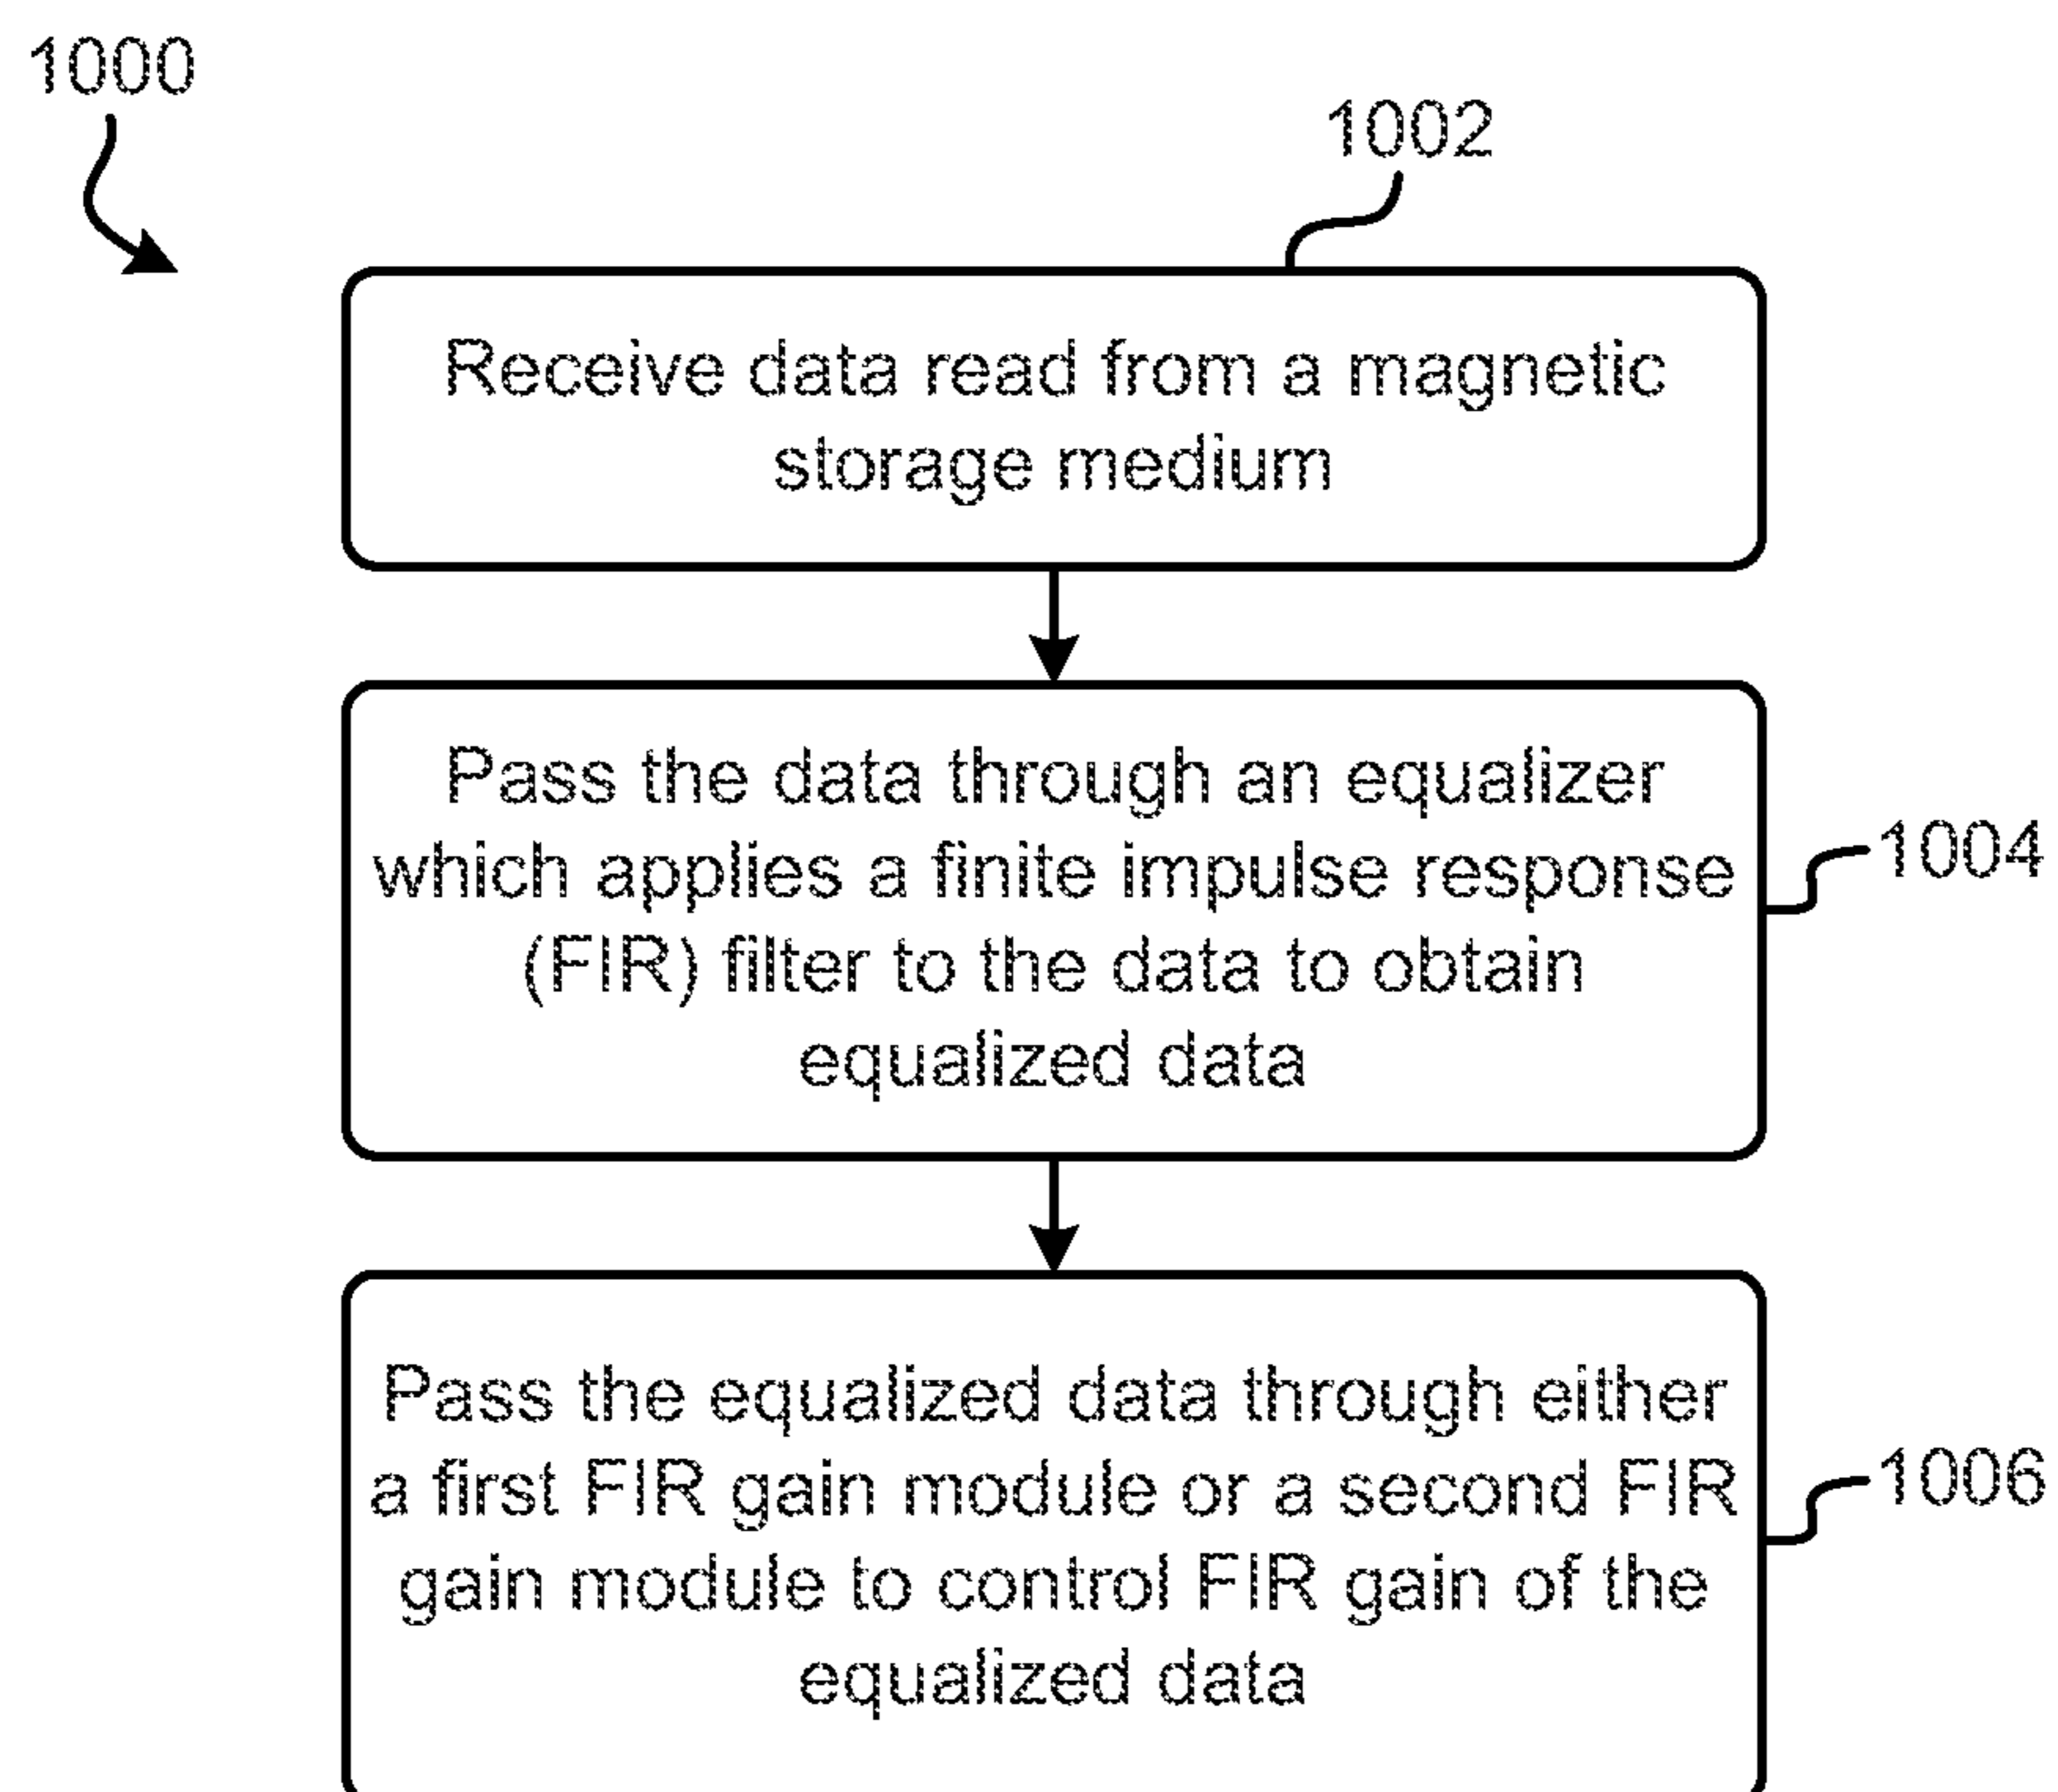 1000
1002
Receive data read from a magnetic
storage medium
Pass the data through an equalizer
which applies a finite impulse response
(FIR) filter to the data to obtain
equalized data
1004
Pass the equalized data through either
a first FIR gain module or a second FIR
gain module to control FIR gain of the
equalized data
1006